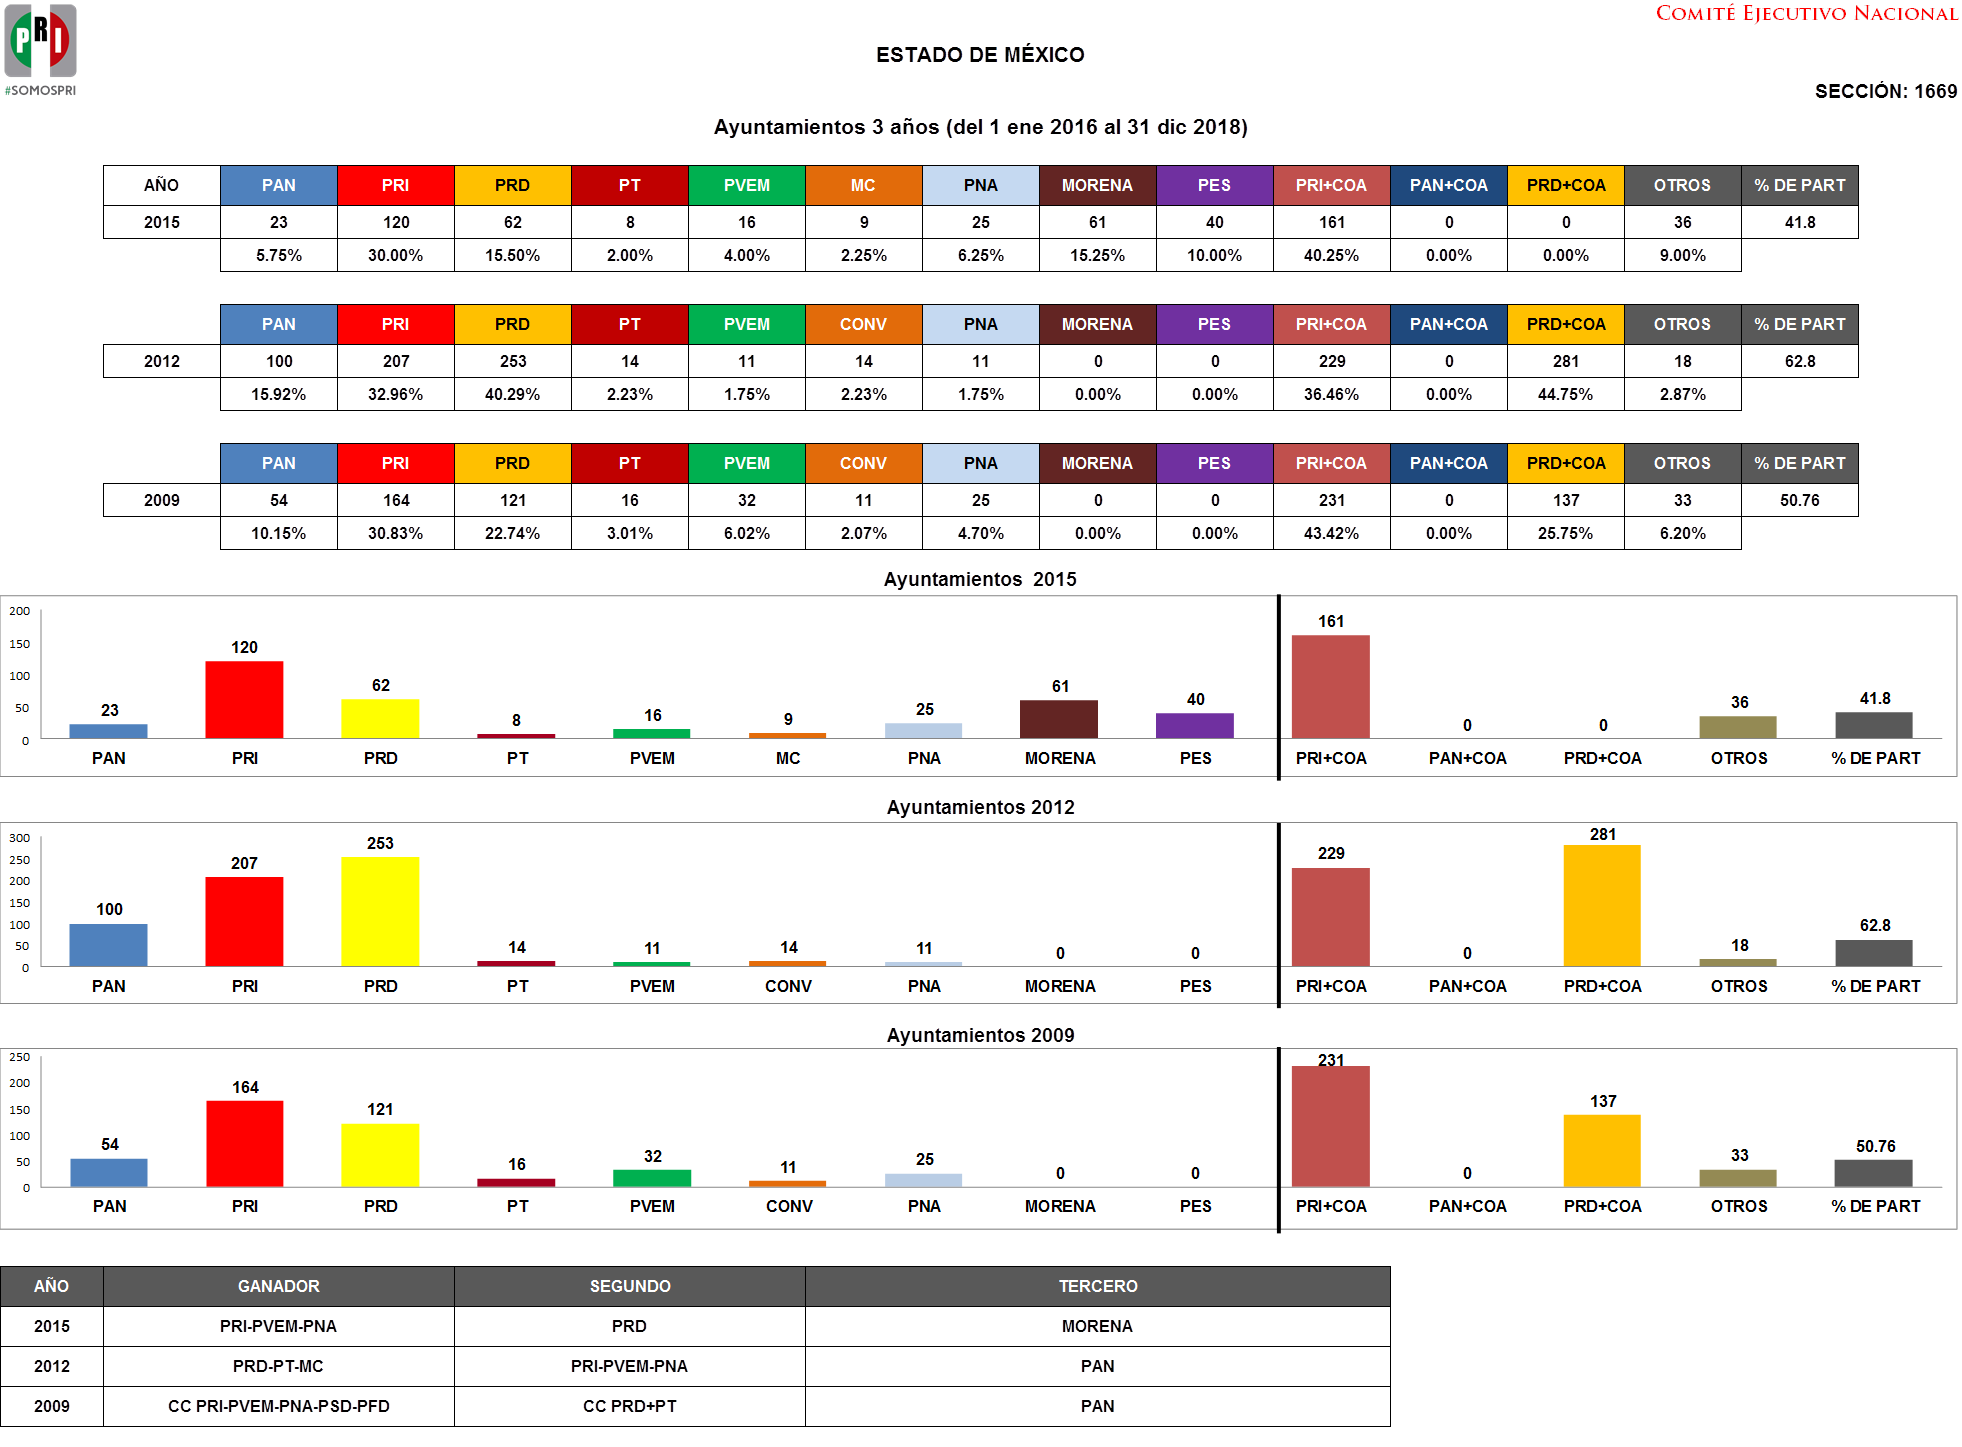 PRI
#SOMOSPRI
COMITÉ EJECUTIVO NACIONAL
ESTADO DE MÉXICO
SECCIÓN: 1669
Ayuntamientos 3 años (del 1 ene 2016 al 31 dic 2018)
AÑO PAN PRI PRD PT PVEM MC PNA MORENA PES PRI+COA PAN+COA PRD+COA OTROS % DE PART
2015 23 120 62 8 16 9 25 61 40 161 0 0 36 41.8
5.75% 30.00% 15.50% 2.00% 4.00% 2.25% 6.25% 15.25% 10.00% 40.25% 0.00% 0.00% 9.00%
PAN PRI PRD PT PVEM CONV PNA MORENA PES PRI+COA PAN+COA PRD+COA OTROS % DE PART
2012 100 207 253 14 11 14 11 0 0 229 0 281 18 62.8
15.92% 32.96% 40.29% 2.23% 1.75% 2.23% 1.75% 0.00% 0.00% 36.46% 0.00% 44.75% 2.87%
PAN PRI PRD PT PVEM CONV PNA MORENA PES PRI+COA PAN+COA PRD+COA OTROS % DE PART
2009 54 164 121 16 32 11 25 0 0 231 0 137 33 50.76
10.15% 30.83% 22.74% 3.01% 6.02% 2.07% 4.70% 0.00% 0.00% 43.42% 0.00% 25.75% 6.20%
Ayuntamientos 2015
200
150
100
50
0
23 120 62 8 16 9 25 61 40 161 0 0 36 41.8
PAN PRI PRD PT PVEM MC PNA MORENA PES PRI+COA PAN+COA PRD+COA OTROS % DE PART
Ayuntamientos 2012
300
250
200
150
100
50
0
100 207 253 14 11 14 11 0 0 229 0 281 18 62.8
PAN PRI PRD PT PVEM CONV PNA MORENA PES PRI+COA PAN+COA PRD+COA OTROS % DE PART
Ayuntamientos 2009
250
200
150
100
50
0
54 164 121 16 32 11 25 0 0 231 0 137 33 50.76
PAN PRI PRD PT PVEM CONV PNA MORENA PES PRI+COA PAN+COA PRD+COA OTROS % DE PART
AÑO GANADOR SEGUNDO TERCERO
2015 PRI-PVEM-PNA PRD MORENA
2012 PRD-PT-MC PRI-PVEM-PNA PAN
2009 CC PRI-PVEM-PNA-PSD-PFD CC PRD+PT PAN